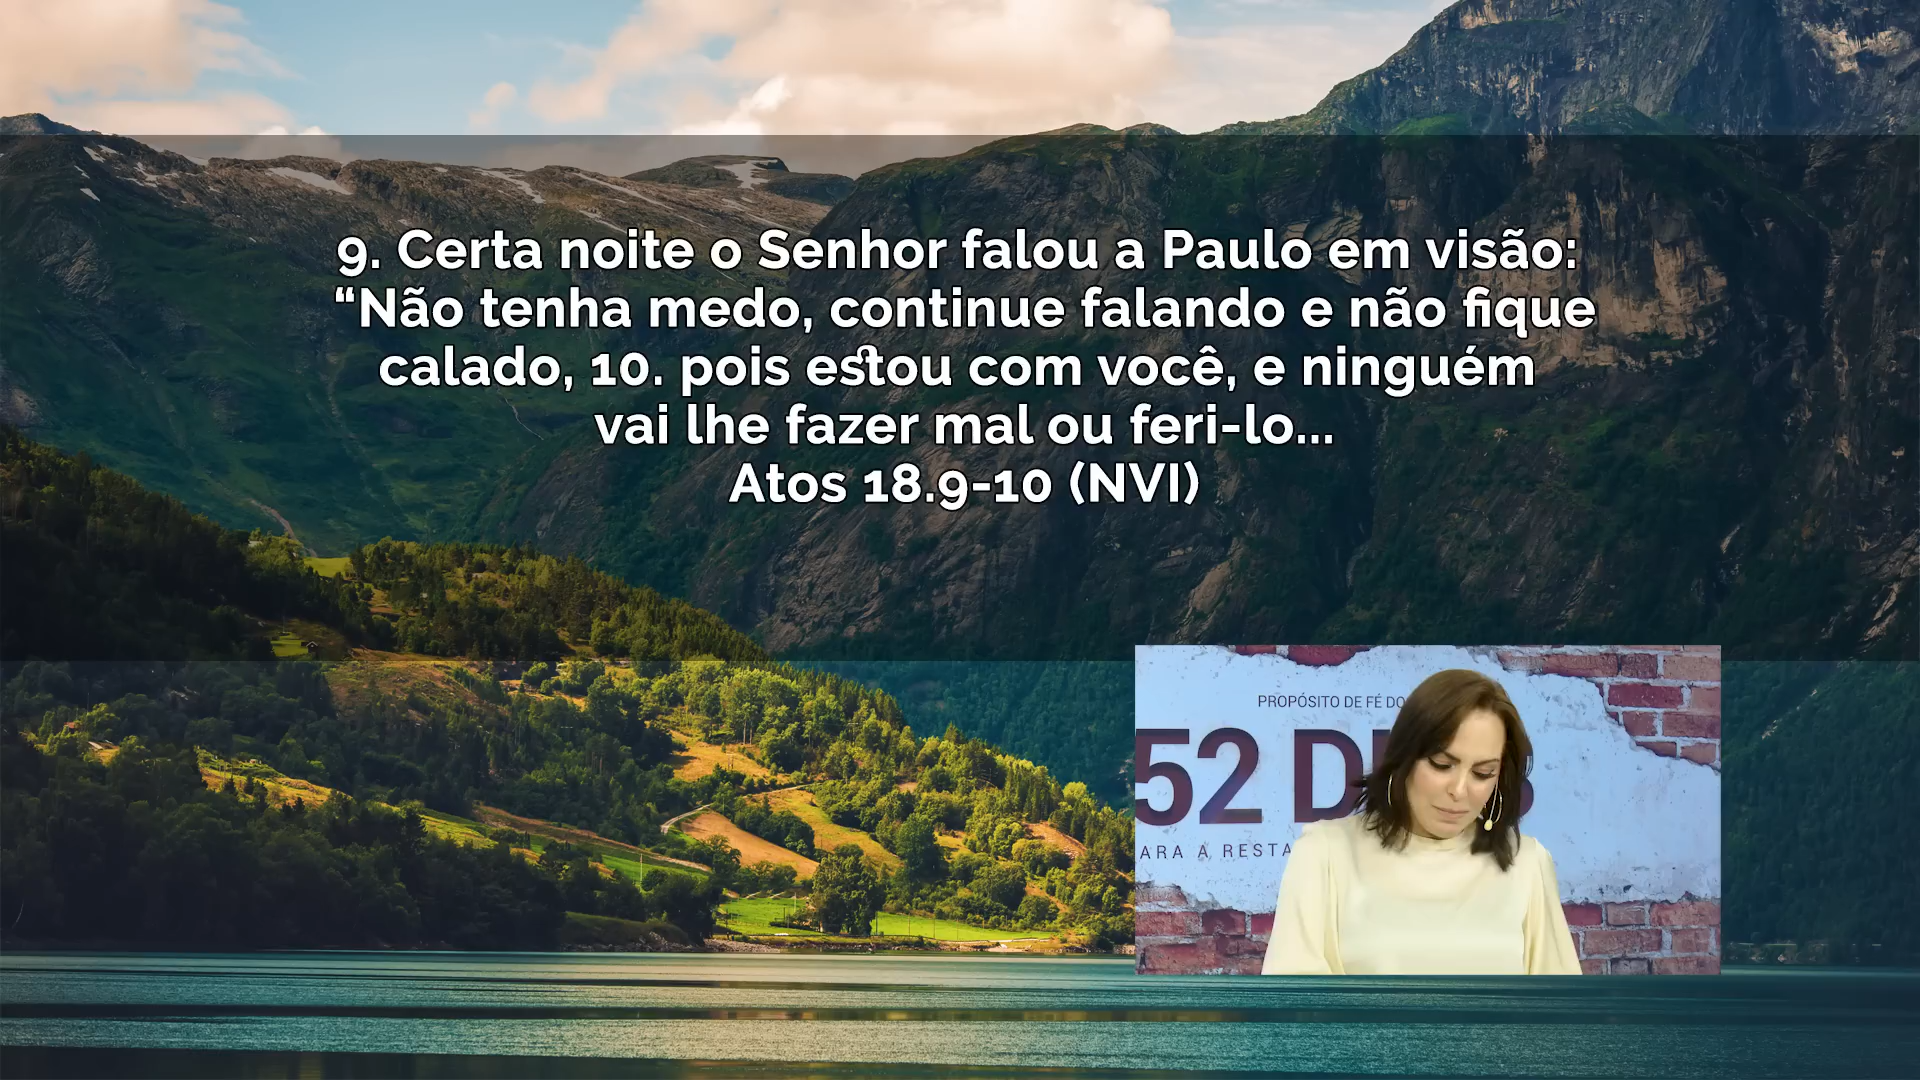 9. Certa noite o Senhor falou a Paulo em visão:
“Não tenha medo, continue falando e não fique
calado, 10. pois estou com você, e ninguém
vai lhe fazer mal ou feri-lo...
Atos 18.9-10 (NVI)
PROPÓSITO DE FÉ DO
52
ARA A RESTA